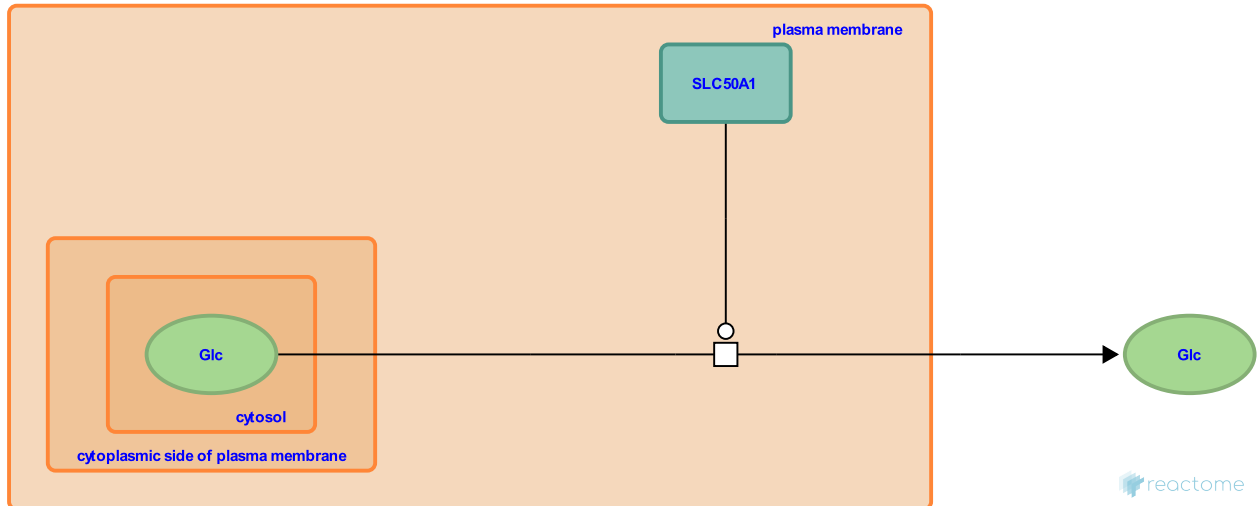 plasma membrane
SLC50A1
Glc
Glc
cytosol
cytoplasmic side of plasma membrane
reactome